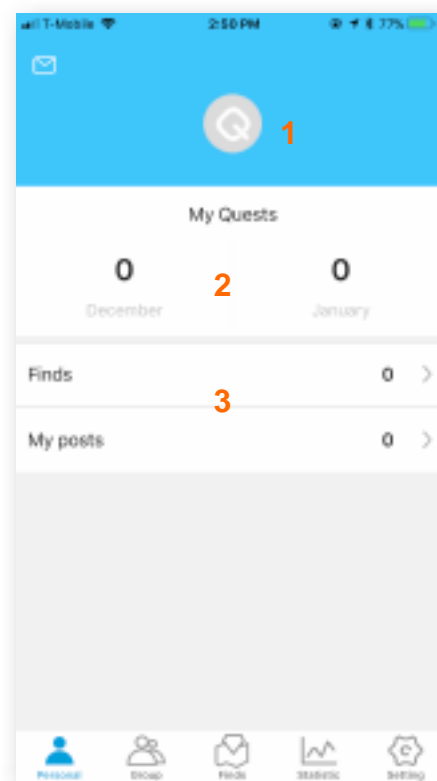 T-Mobile 2:50 PM 77%
1
My Quests
0 0
2
December January
Finds 0
3
My posts 0
Personal Group Finds Statistic Setting